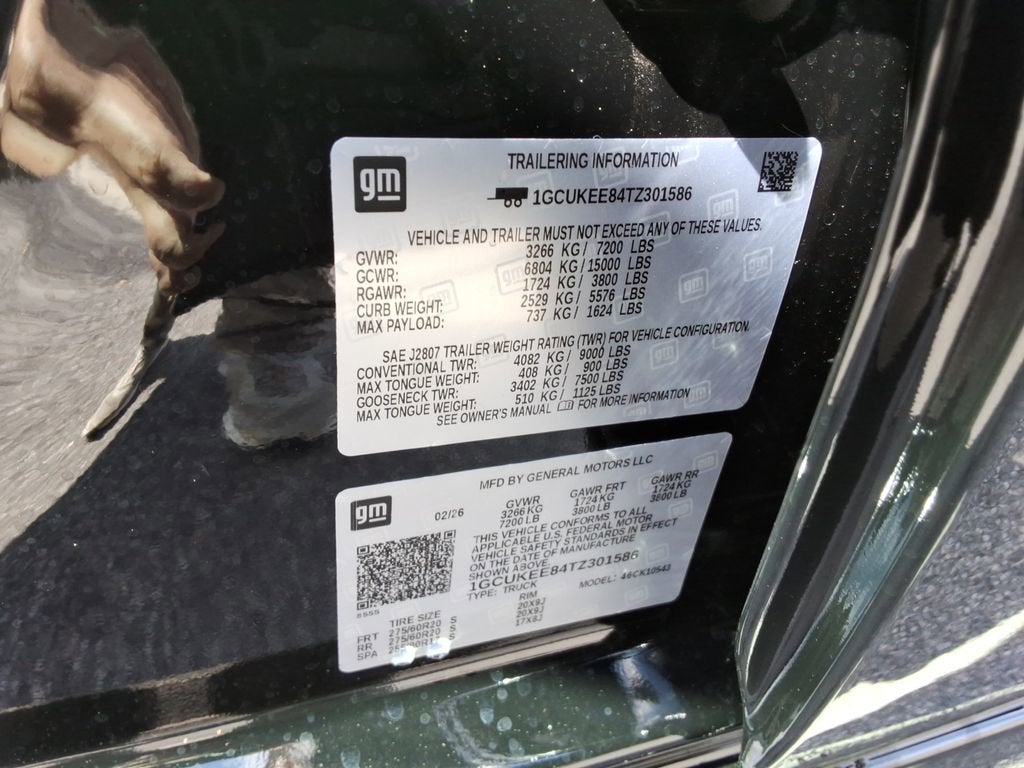 gm
TRAILERING INFORMATION
1GCUKEE84TZ301586
VEHICLE AND TRAILER MUST NOT EXCEED ANY OF THESE VALUES.
GVWR: 3266 KG / 7200 LBS
GCWR: 6804 KG / 15000 LBS
RGAWR: 1724 KG / 3800 LBS
CURB WEIGHT: 2529 KG / 5576 LBS
MAX PAYLOAD: 737 KG / 1624 LBS
SAE J2807 TRAILER WEIGHT RATING (TWR) FOR VEHICLE CONFIGURATION.
CONVENTIONAL TWR: 4082 KG / 9000 LBS
MAX TONGUE WEIGHT: 408 KG / 900 LBS
GOOSENECK TWR: 3402 KG / 7500 LBS
MAX TONGUE WEIGHT: 510 KG / 1125 LBS
SEE OWNER'S MANUAL FOR MORE INFORMATION
gm
MFD BY GENERAL MOTORS LLC
02/26
GVWR GAWR FRT GAWR RR
3266 KG 1724 KG 1724 KG
7200 LB 3800 LB 3800 LB
THIS VEHICLE CONFORMS TO ALL
APPLICABLE U.S. FEDERAL MOTOR
VEHICLE SAFETY STANDARDS IN EFFECT
ON THE DATE OF MANUFACTURE
SHOWN ABOVE.
1GCUKEE84TZ301586
TYPE: TRUCK MODEL: 46CK10543
8555
TIRE SIZE RIM
FRT 275/60R20 S 20X9J
RR 275/60R20 S 20X9J
SPA S 17X8J